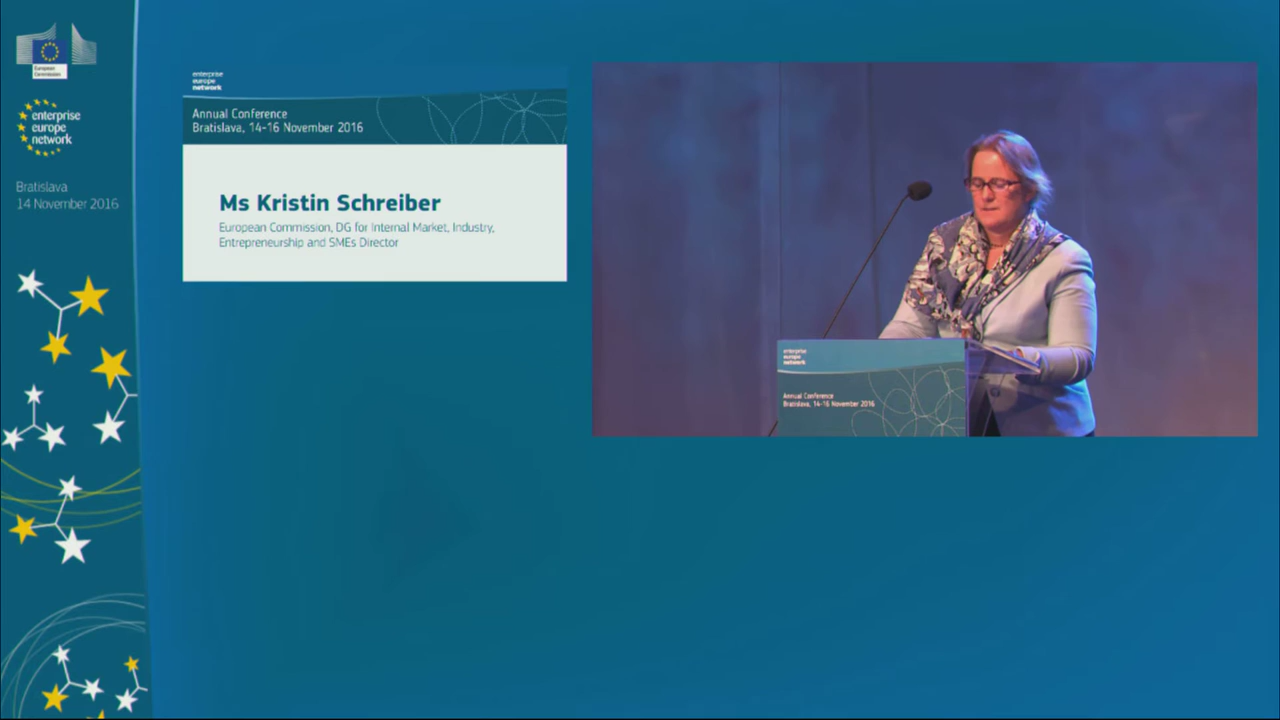 European
Commission
enterprise
europe
network
Bratislava
14 November 2016
enterprise
europe
network
Annual Conference
Bratislava, 14-16 November 2016
Ms Kristin Schreiber
European Commission, DG for Internal Market, Industry,
Entrepreneurship and SMEs Director
enterprise
europe
network
Annual Conference
Bratislava, 14-16 November 2016